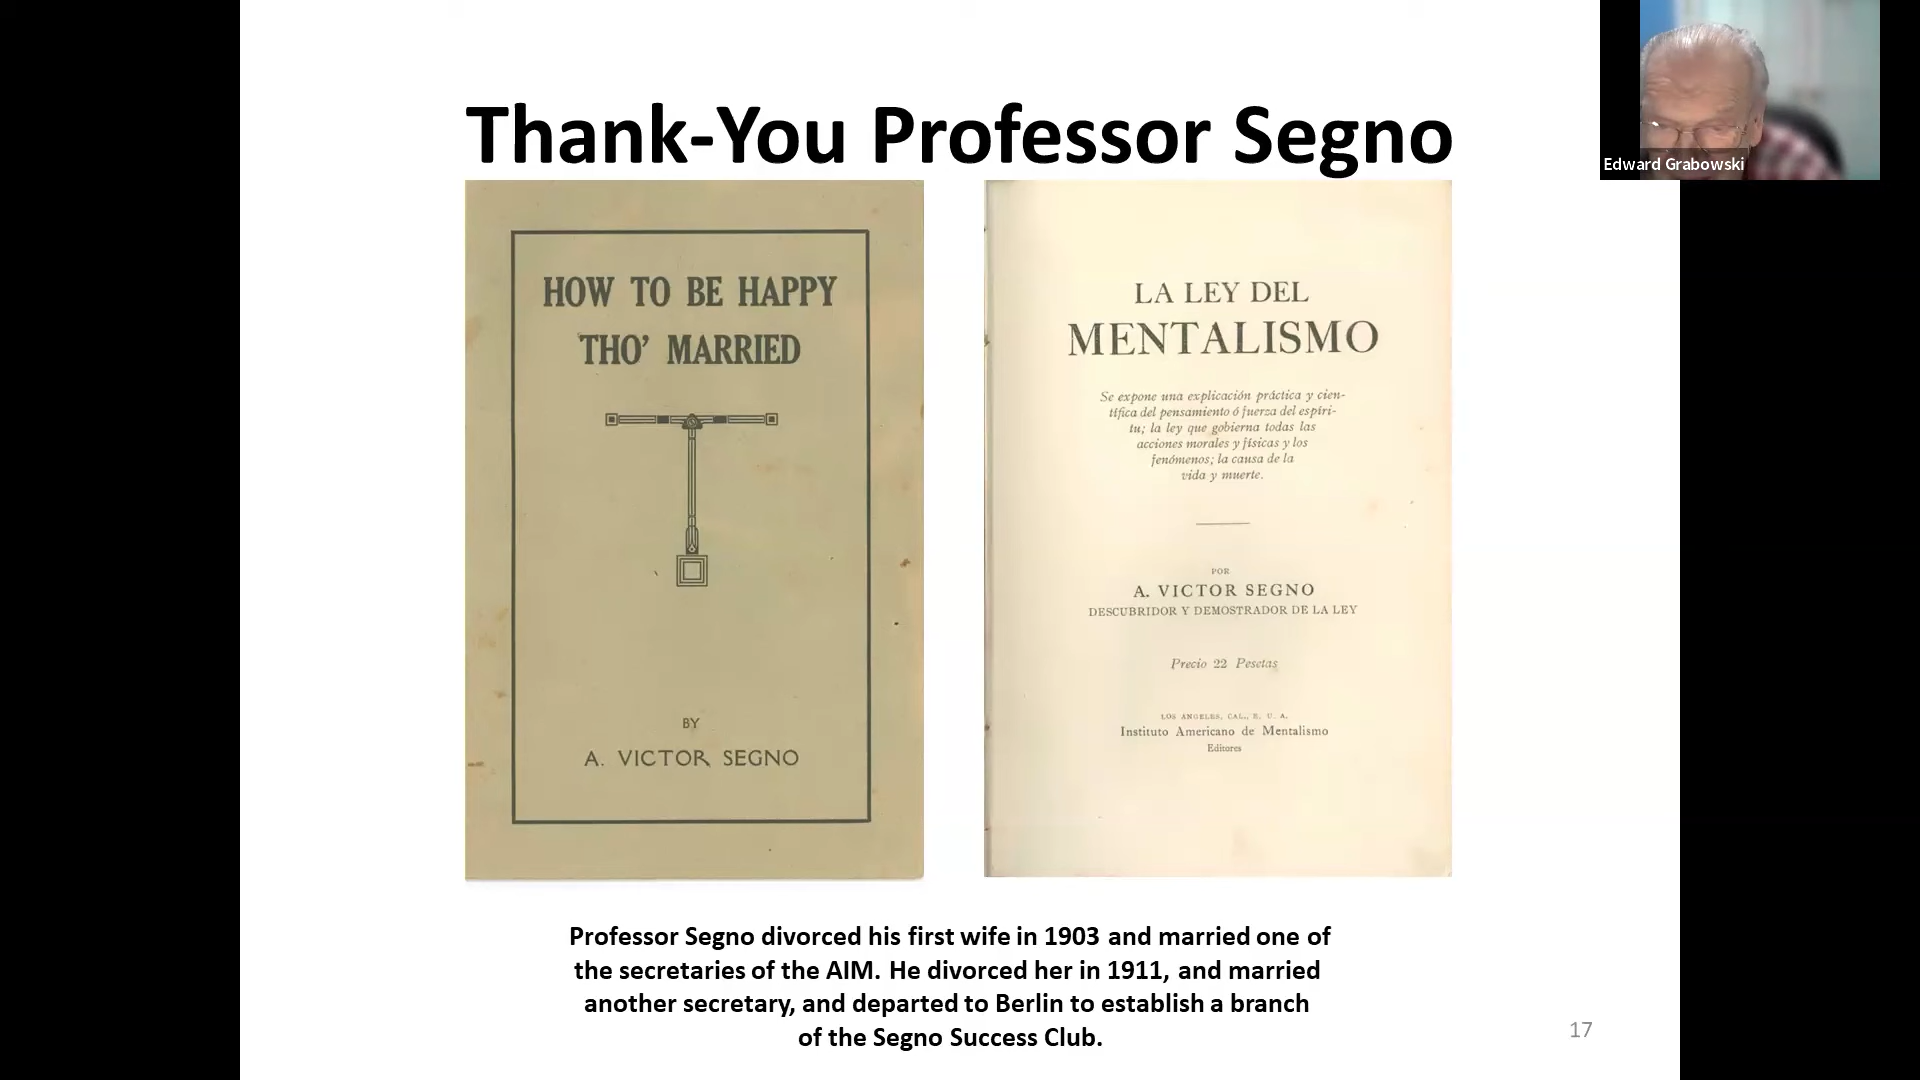 Thank-You Professor Segno
Edward Grabowski
HOW TO BE HAPPY
THO' MARRIED
BY
A. VICTOR SEGNO
LA LEY DEL
MENTALISMO
Se expone una explicación práctica y cien-
tífica del pensamiento ó fuerza del espíri-
tu; la ley que gobierna todas las
acciones morales y físicas y los
fenómenos; la causa de la
vida y muerte.
POR
A. VICTOR SEGNO
DESCUBRIDOR Y DEMOSTRADOR DE LA LEY
Precio 22 Pesetas
LOS ANGELES, CAL., E. U. A.
Instituto Americano de Mentalismo
Editores
Professor Segno divorced his first wife in 1903 and married one of
the secretaries of the AIM. He divorced her in 1911, and married
another secretary, and departed to Berlin to establish a branch
of the Segno Success Club.
17